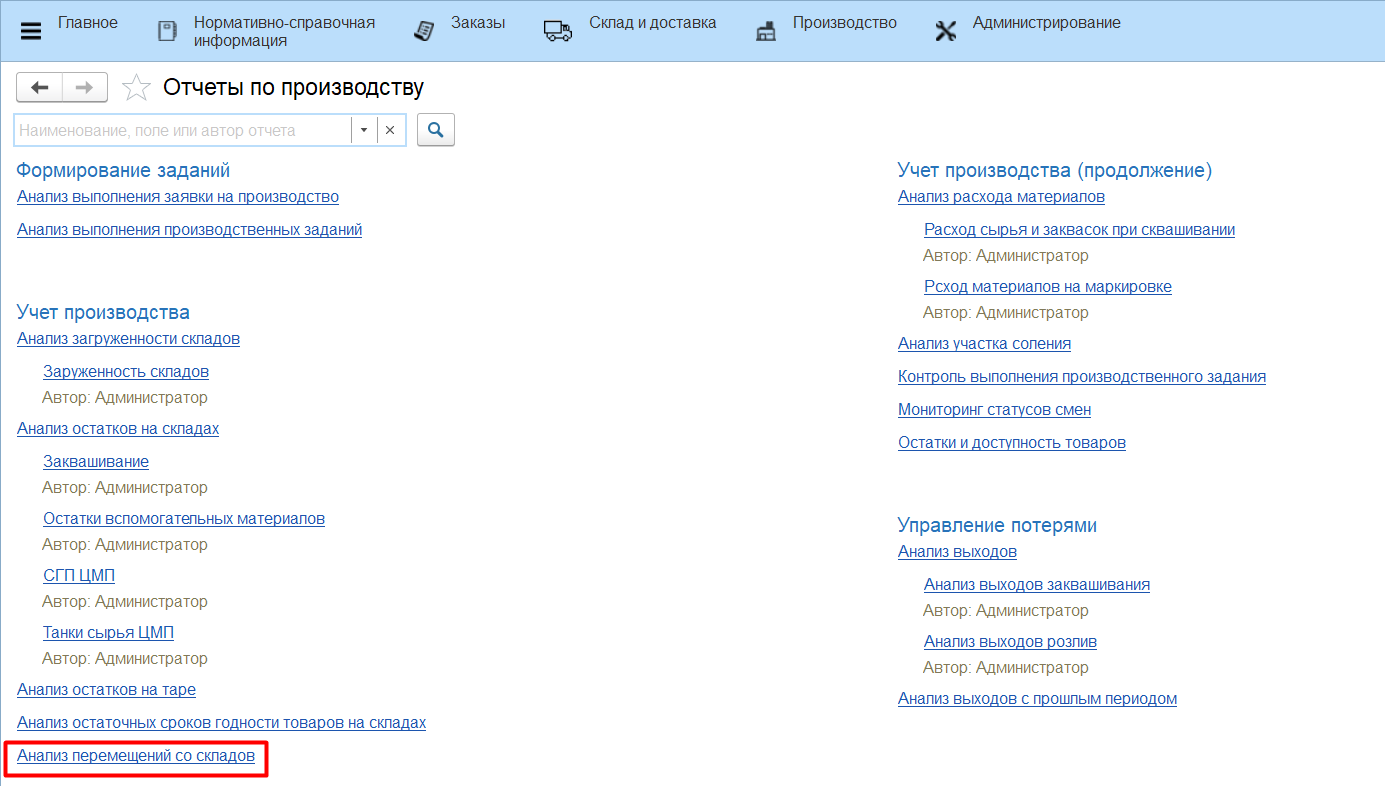 Главное
Нормативно-справочная
информация
Заказы
Склад и доставка
Производство
Администрирование
Отчеты по производству
Наименование, поле или автор отчета
Формирование заданий
Анализ выполнения заявки на производство
Анализ выполнения производственных заданий
Учет производства
Анализ загруженности складов
Заруженность складов
Автор: Администратор
Анализ остатков на складах
Заквашивание
Автор: Администратор
Остатки вспомогательных материалов
Автор: Администратор
СГП ЦМП
Автор: Администратор
Танки сырья ЦМП
Автор: Администратор
Анализ остатков на таре
Анализ остаточных сроков годности товаров на складах
Анализ перемещений со складов
Учет производства (продолжение)
Анализ расхода материалов
Расход сырья и заквасок при сквашивании
Автор: Администратор
Рсход материалов на маркировке
Автор: Администратор
Анализ участка соления
Контроль выполнения производственного задания
Мониторинг статусов смен
Остатки и доступность товаров
Управление потерями
Анализ выходов
Анализ выходов заквашивания
Автор: Администратор
Анализ выходов розлив
Автор: Администратор
Анализ выходов с прошлым периодом